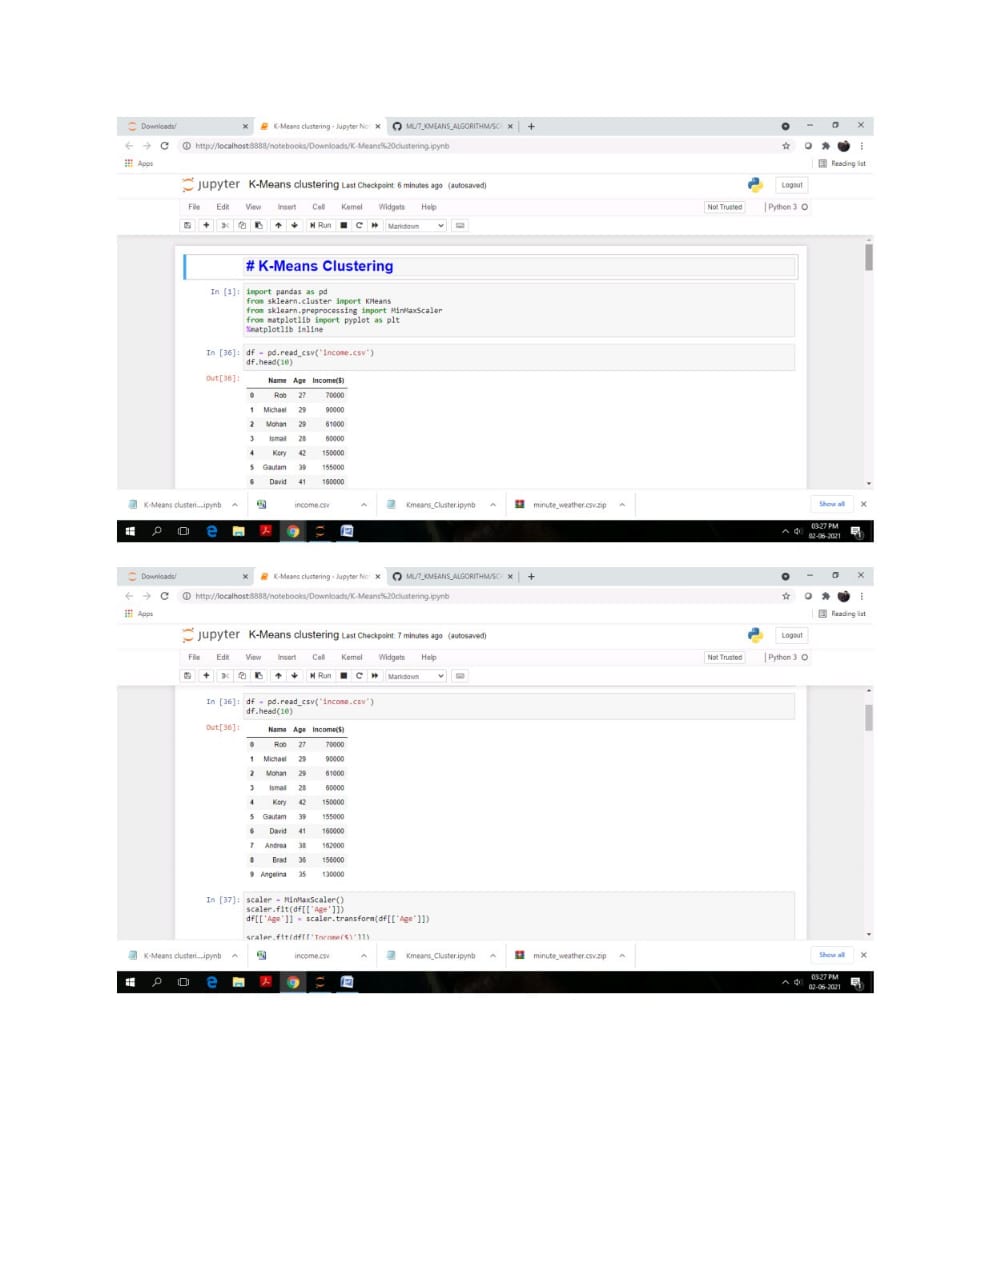 Downloads/ K-Means clustering - Jupyter No ML/7_KMEANS_ALGORITHM/SC
http://localhost:8888/notebooks/Downloads/K-Means%20clustering.ipynb
Apps Reading list
jupyter K-Means clustering Last Checkpoint: 6 minutes ago (autosaved) Logout
File Edit View Insert Cell Kernel Widgets Help Not Trusted Python 3
Run Markdown
# K-Means Clustering
In [1]: import pandas as pd
from sklearn.cluster import KMeans
from sklearn.preprocessing import MinMaxScaler
from matplotlib import pyplot as plt
%matplotlib inline
In [36]: df = pd.read_csv('income.csv')
df.head(10)
Out[36]:
Name Age Income($)
0 Rob 27 70000
1 Michael 29 90000
2 Mohan 29 61000
3 Ismail 28 60000
4 Kory 42 150000
5 Gautam 39 155000
6 David 41 160000
K-Means clusteri....ipynb income.csv Kmeans_Cluster.ipynb minute_weather.csv.zip Show all
03:27 PM
02-06-2021
Downloads/ K-Means clustering - Jupyter No ML/7_KMEANS_ALGORITHM/SC
http://localhost:8888/notebooks/Downloads/K-Means%20clustering.ipynb
Apps Reading list
jupyter K-Means clustering Last Checkpoint: 7 minutes ago (autosaved) Logout
File Edit View Insert Cell Kernel Widgets Help Not Trusted Python 3
Run Markdown
In [36]: df = pd.read_csv('income.csv')
df.head(10)
Out[36]:
Name Age Income($)
0 Rob 27 70000
1 Michael 29 90000
2 Mohan 29 61000
3 Ismail 28 60000
4 Kory 42 150000
5 Gautam 39 155000
6 David 41 160000
7 Andrea 38 162000
8 Brad 36 156000
9 Angelina 35 130000
In [37]: scaler = MinMaxScaler()
scaler.fit(df[['Age']])
df[['Age']] = scaler.transform(df[['Age']])
scaler.fit(df[['Income($)']])
K-Means clusteri....ipynb income.csv Kmeans_Cluster.ipynb minute_weather.csv.zip Show all
03:27 PM
02-06-2021